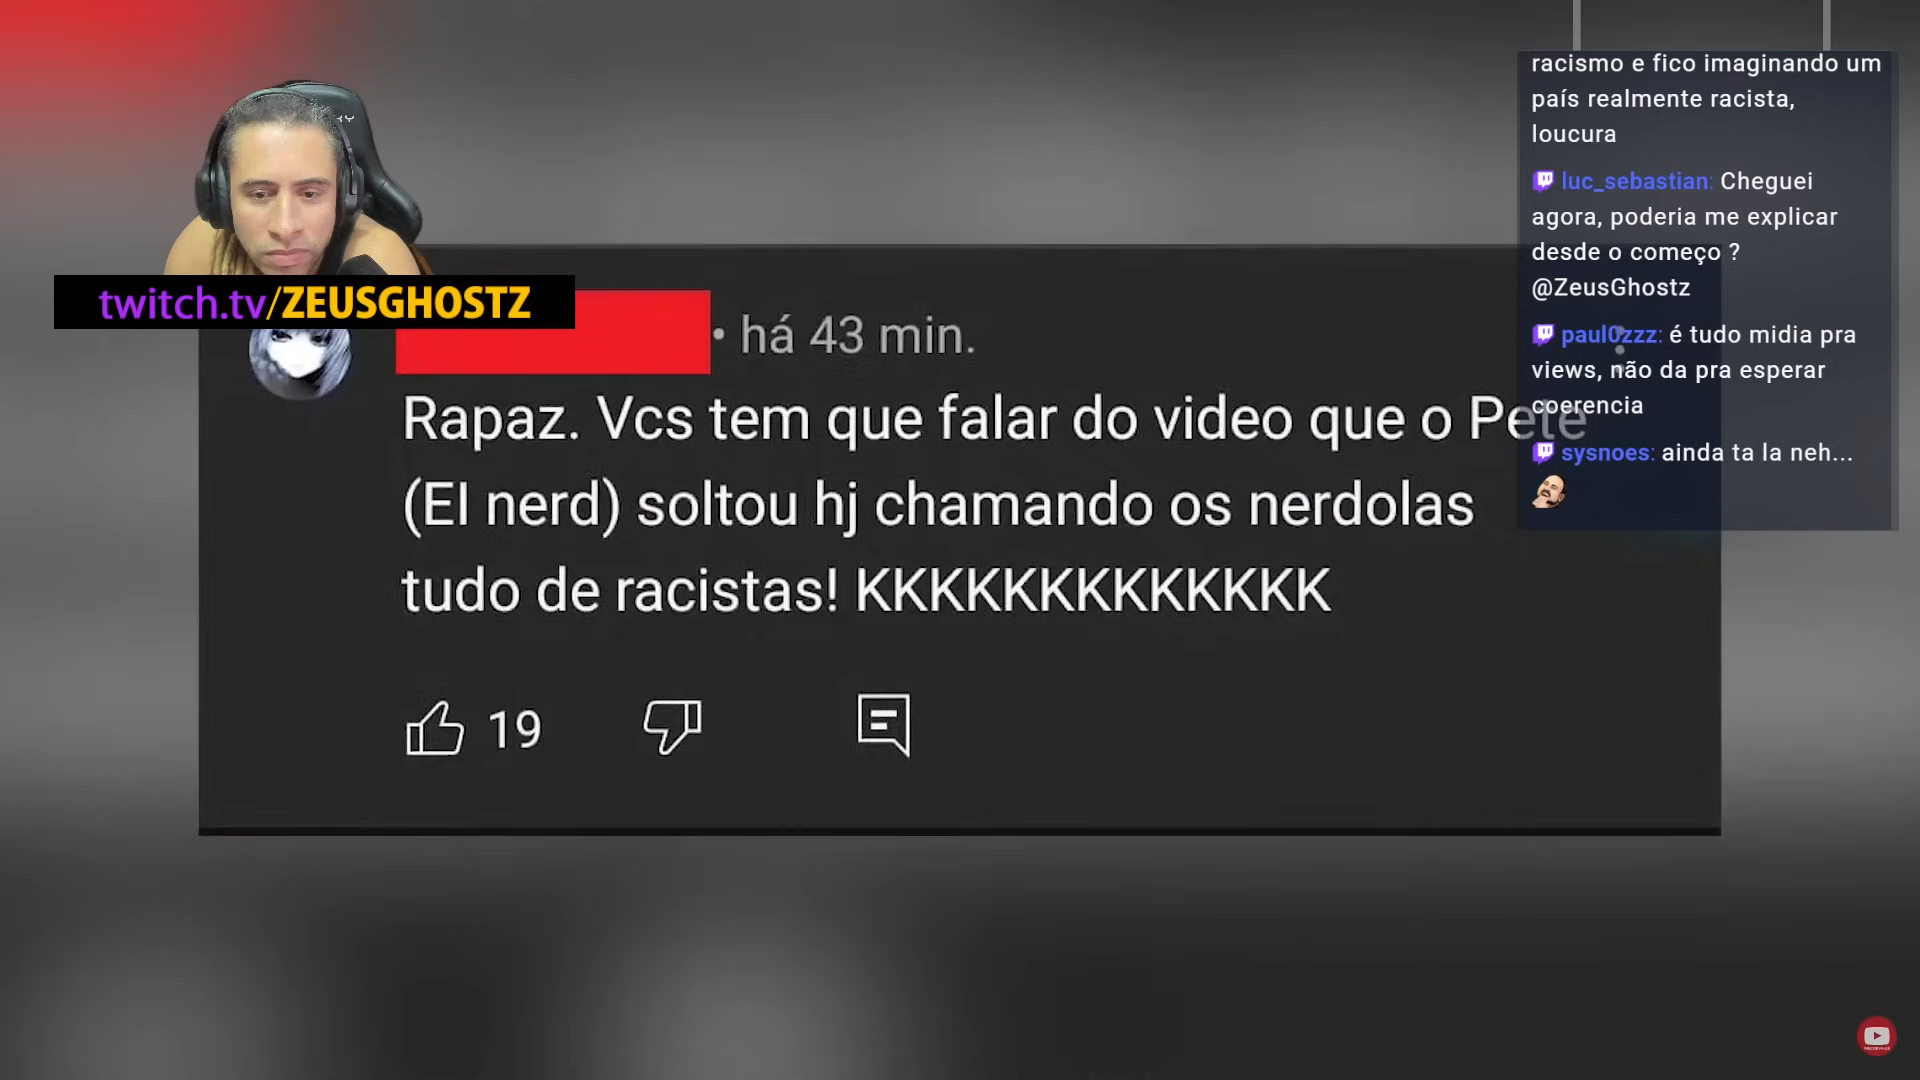 twitch.tv/ZEUSGHOSTZ
• há 43 min.
Rapaz. Vcs tem que falar do video que o Pete
(EI nerd) soltou hj chamando os nerdolas
tudo de racistas! KKKKKKKKKKKKK
19
racismo e fico imaginando um
país realmente racista,
loucura
luc_sebastian: Cheguei
agora, poderia me explicar
desde o começo ?
@ZeusGhostz
paul0zzz: é tudo midia pra
views, não da pra esperar
coerencia
sysnoes: ainda ta la neh...